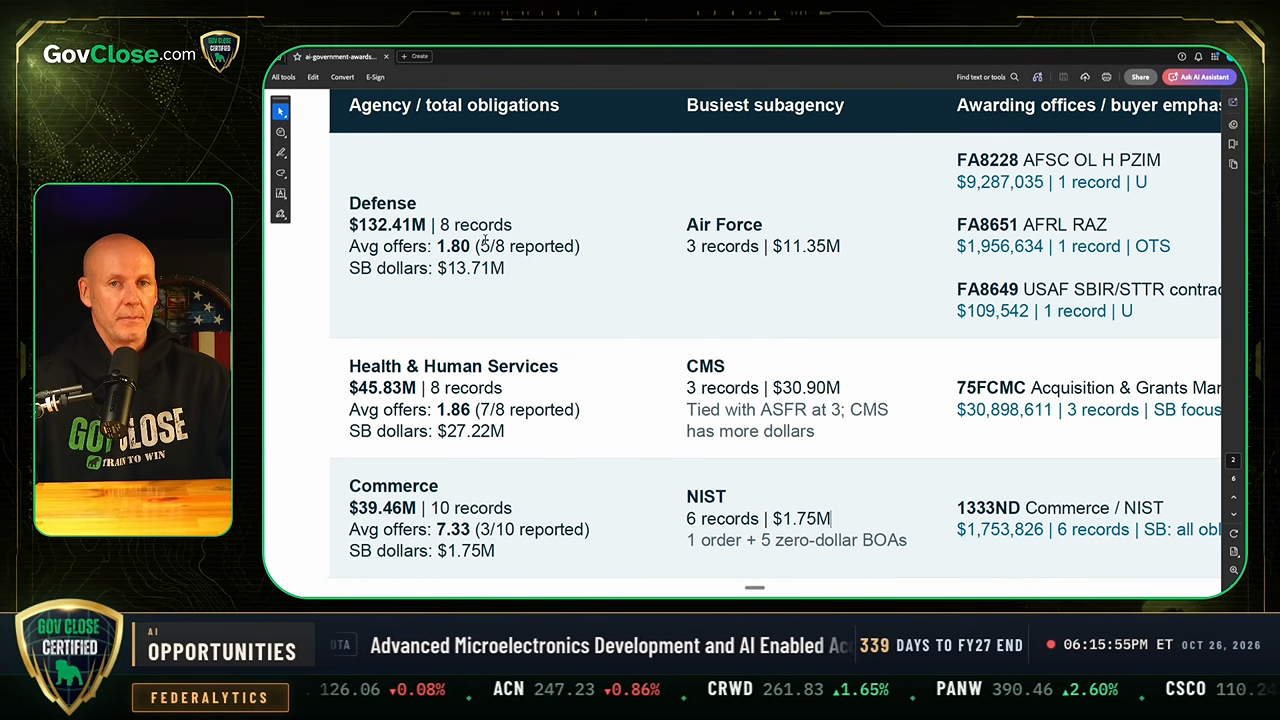 GovClose.com
GOV CLOSE
CERTIFIED
ai-government-awards...
Create
All tools
Edit
Convert
E-Sign
Find text or tools
Share
Ask AI Assistant
Agency / total obligations
Busiest subagency
Awarding offices / buyer emphas
Defense
$132.41M | 8 records
Avg offers: 1.80 (5/8 reported)
SB dollars: $13.71M
Air Force
3 records | $11.35M
FA8228 AFSC OL H PZIM
$9,287,035 | 1 record | U
FA8651 AFRL RAZ
$1,956,634 | 1 record | OTS
FA8649 USAF SBIR/STTR contrac
$109,542 | 1 record | U
Health & Human Services
$45.83M | 8 records
Avg offers: 1.86 (7/8 reported)
SB dollars: $27.22M
CMS
3 records | $30.90M
Tied with ASFR at 3; CMS
has more dollars
75FCMC Acquisition & Grants Mar
$30,898,611 | 3 records | SB focus
Commerce
$39.46M | 10 records
Avg offers: 7.33 (3/10 reported)
SB dollars: $1.75M
NIST
6 records | $1.75M
1 order + 5 zero-dollar BOAs
1333ND Commerce / NIST
$1,753,826 | 6 records | SB: all obl
2
6
GOVCLOSE
TRAIN TO WIN
GOV CLOSE
CERTIFIED
AI
OPPORTUNITIES
OTA
Advanced Microelectronics Development and AI Enabled Acc
339 DAYS TO FY27 END
06:15:55PM ET OCT 26, 2026
FEDERALYTICS
126.06 ▾0.08%
ACN 247.23 ▾0.86%
CRWD 261.83 ▴1.65%
PANW 390.46 ▴2.60%
CSCO 110.24